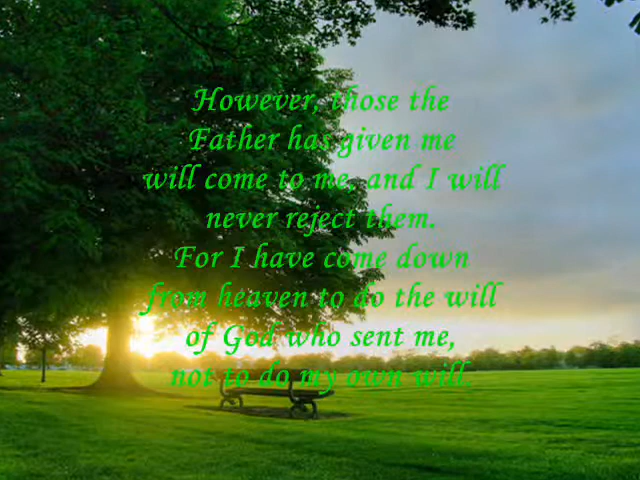 However, those the
Father has given me
will come to me, and I will
never reject them.
For I have come down
from heaven to do the will
of God who sent me,
not to do my own will.